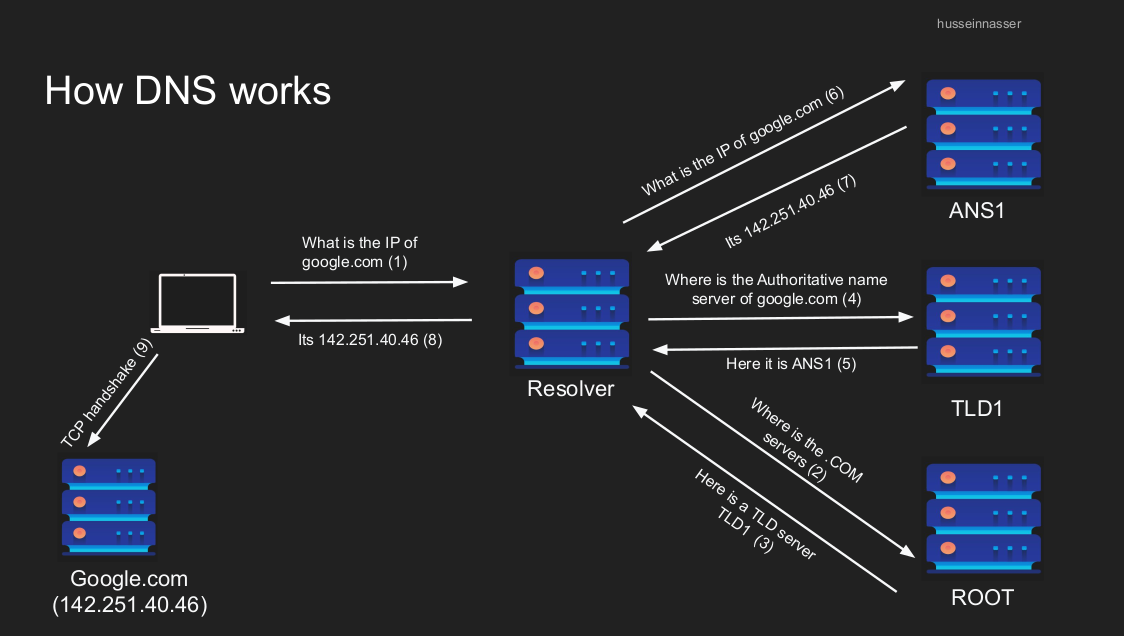 husseinnasser
How DNS works
What is the IP of google.com (6)
Its 142.251.40.46 (7)
ANS1
What is the IP of
google.com (1)
Its 142.251.40.46 (8)
Resolver
Where is the Authoritative name
server of google.com (4)
Here it is ANS1 (5)
TLD1
Where is the .COM
servers (2)
Here is a TLD server
TLD1 (3)
ROOT
TCP handshake (9)
Google.com
(142.251.40.46)